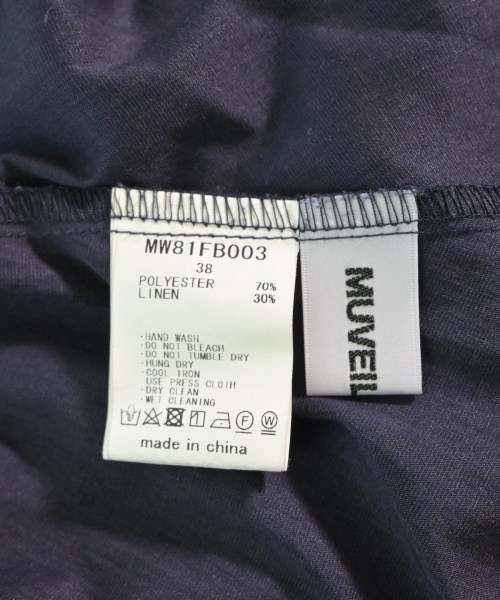 MW81FB003
38
POLYESTER 70%
LINEN 30%
・HAND WASH
・DO NOT BLEACH
・DO NOT TUMBLE DRY
・HUNG DRY
・COOL IRON
USE PRESS CLOTH
・DRY CLEAN
・WET CLEANING
F W
made in china
MUVEIL